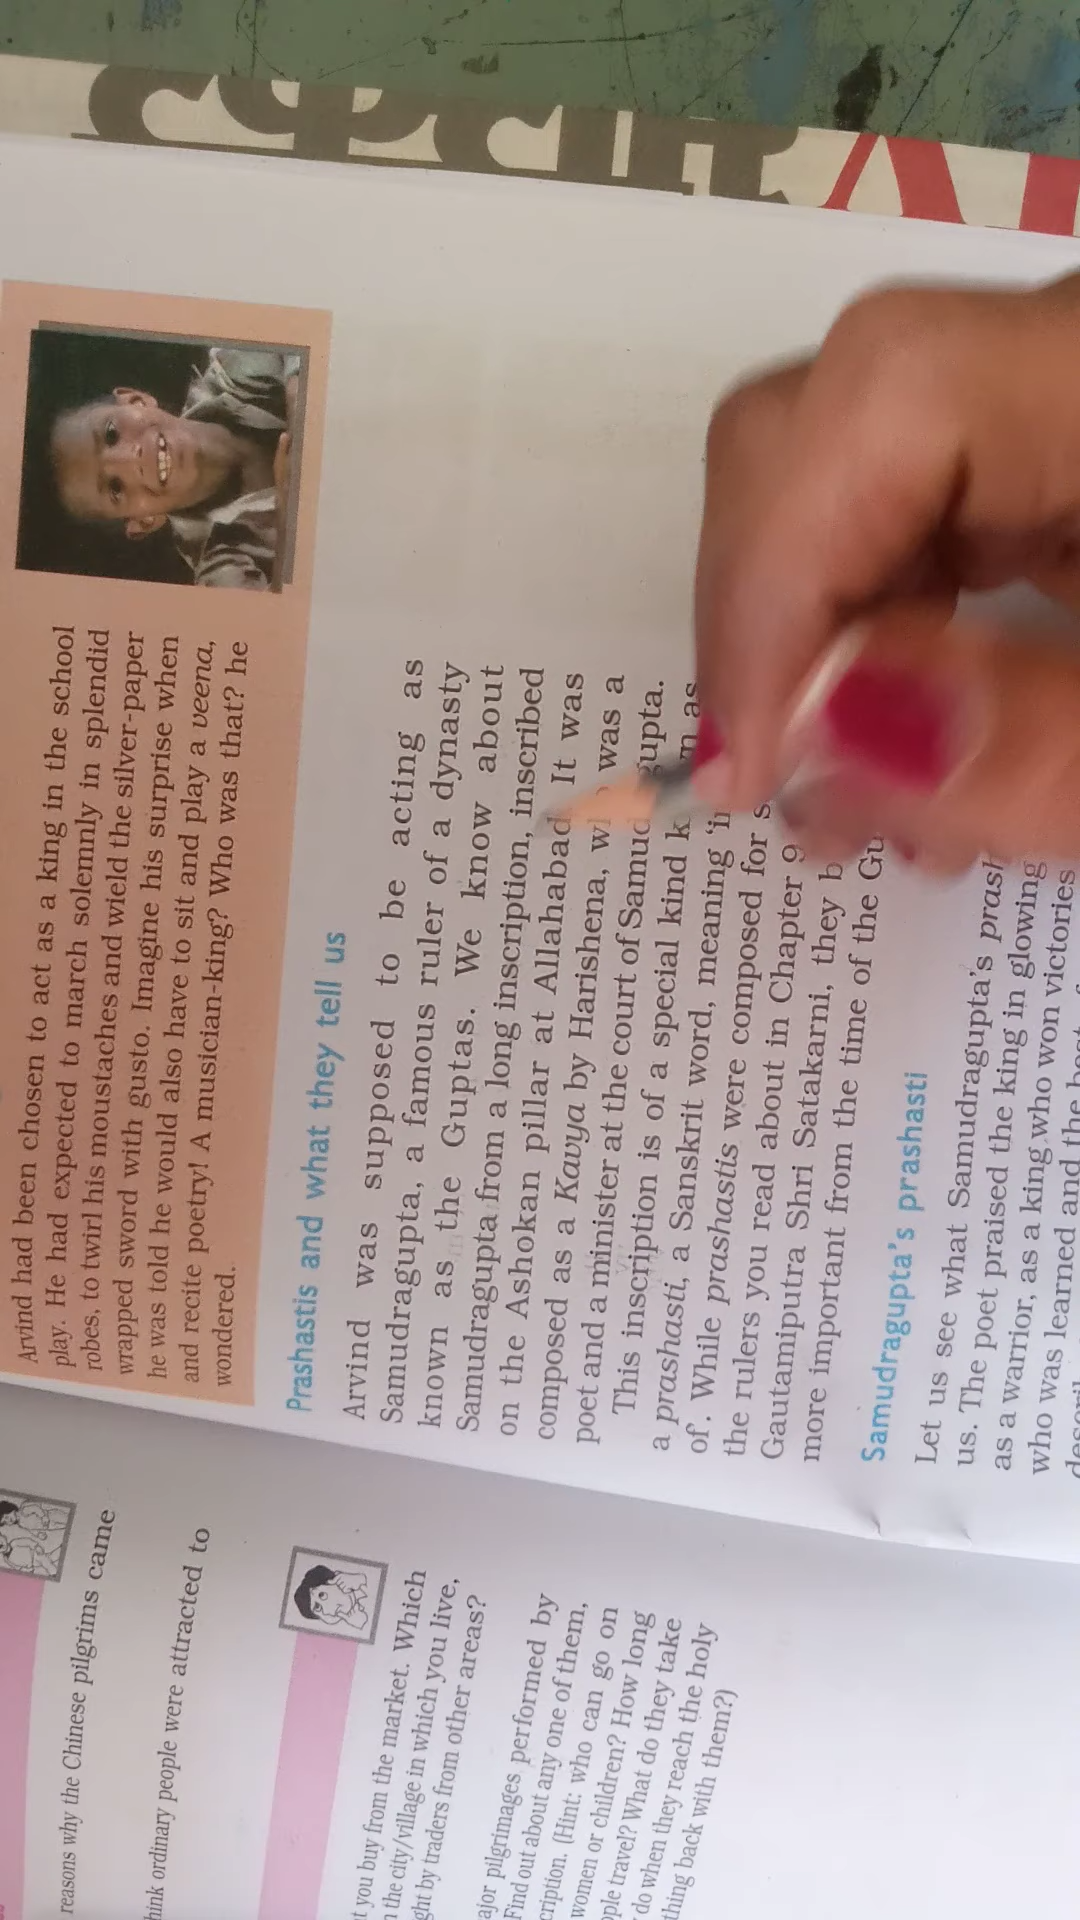 Arvind had been chosen to act as a king in the school
play. He had expected to march solemnly in splendid
robes, to twirl his moustaches and wield the silver-paper
wrapped sword with gusto. Imagine his surprise when
he was told he would also have to sit and play a veena,
and recite poetry! A musician-king? Who was that? he
wondered.
Prashastis and what they tell us
Arvind was supposed to be acting as
Samudragupta, a famous ruler of a dynasty
known as the Guptas. We know about
Samudragupta from a long inscription, inscribed
on the Ashokan pillar at Allahabad. It was
composed as a Kavya by Harishena, was a
poet and a minister at the court of Samudragupta.
This inscription is of a special kind
a prashasti, a Sanskrit word, meaning
of. While prashastis were composed for
the rulers you read about in Chapter 9
Gautamiputra Shri Satakarni, they
more important from the time of the
Samudragupta's prashasti
Let us see what Samudragupta's
us. The poet praised the king in glowing
as a warrior, as a king who won victories
who was learned and the
reasons why the Chinese pilgrims came
ordinary people were attracted to
you buy from the market. Which
the city/village in which you live,
by traders from other areas?
pilgrimages performed by
Find out about any one of them,
(Hint: who can go on
women or children? How long
travel? What do they take
do when they reach the holy
back with them?)